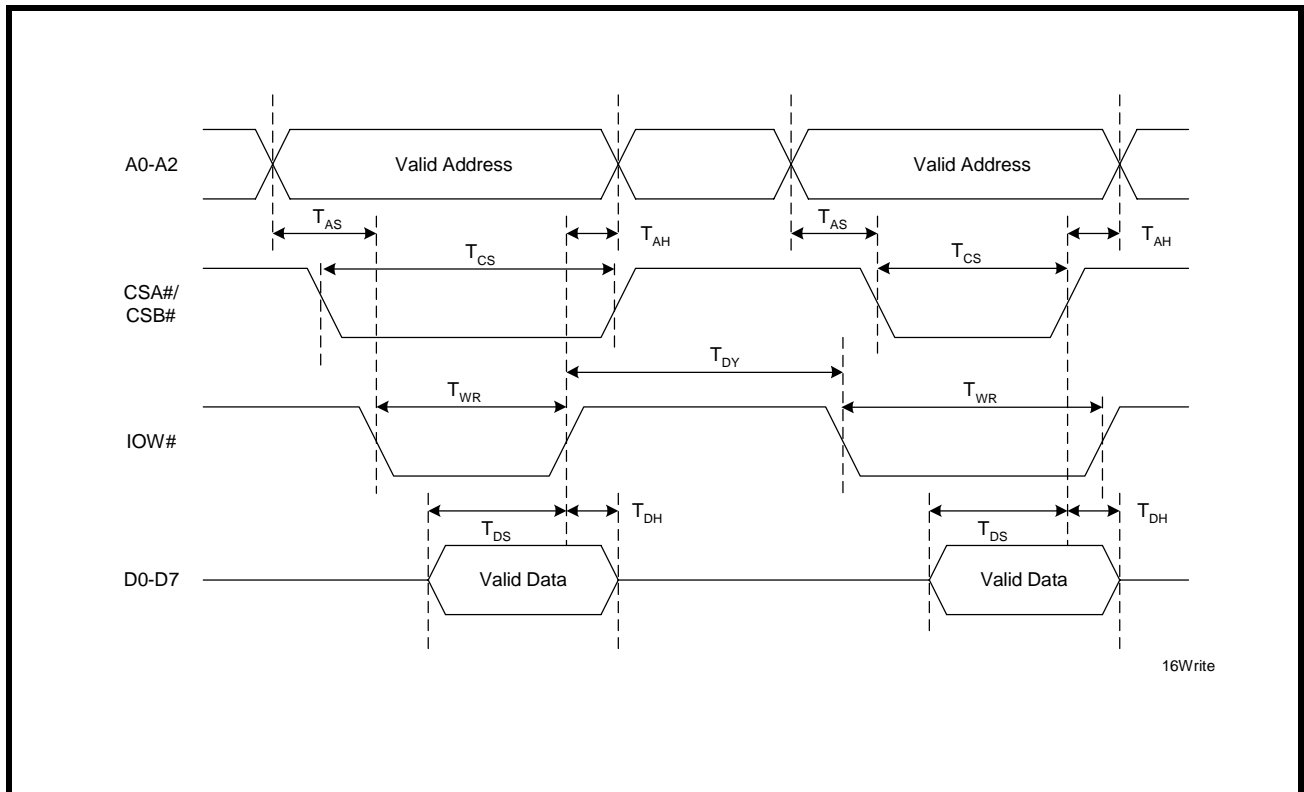 A0-A2
Valid Address
Valid Address
TAS
TAH
TAS
TAH
TCS
TCS
CSA#/
CSB#
TDY
TWR
TWR
IOW#
TDS
TDH
TDS
TDH
D0-D7
Valid Data
Valid Data
16Write